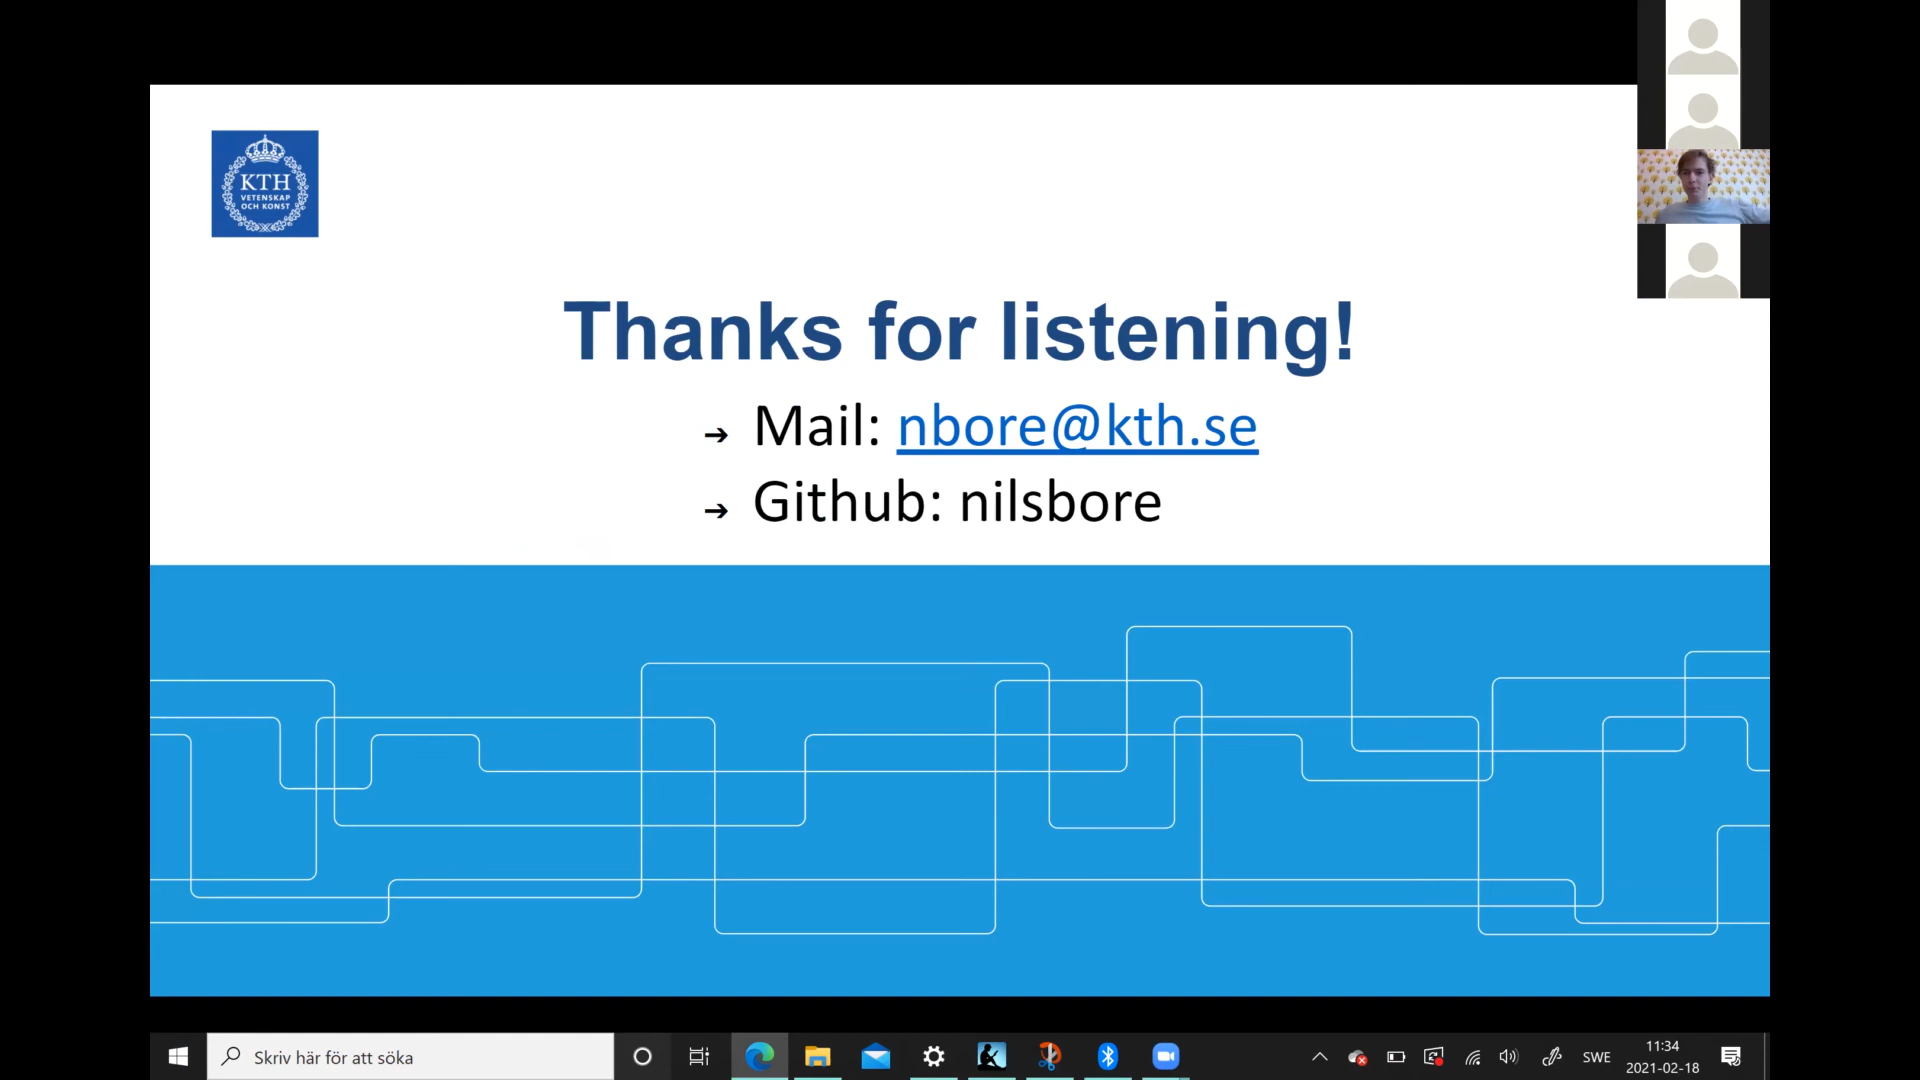 KTH
VETENSKAP
OCH KONST
Thanks for listening!
➔ Mail: nbore@kth.se
➔ Github: nilsbore
Skriv här för att söka
SWE
11:34
2021-02-18